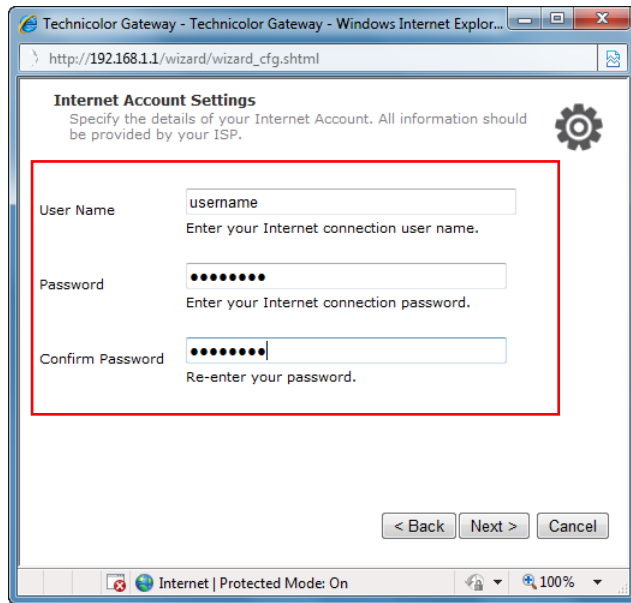 Technicolor Gateway - Technicolor Gateway - Windows Internet Explor...
http://192.168.1.1/wizard/wizard_cfg.shtml
Internet Account Settings
Specify the details of your Internet Account. All information should
be provided by your ISP.
User Name
username
Enter your Internet connection user name.
Password
●●●●●●●●
Enter your Internet connection password.
Confirm Password
●●●●●●●●
Re-enter your password.
< Back Next > Cancel
Internet | Protected Mode: On 100%